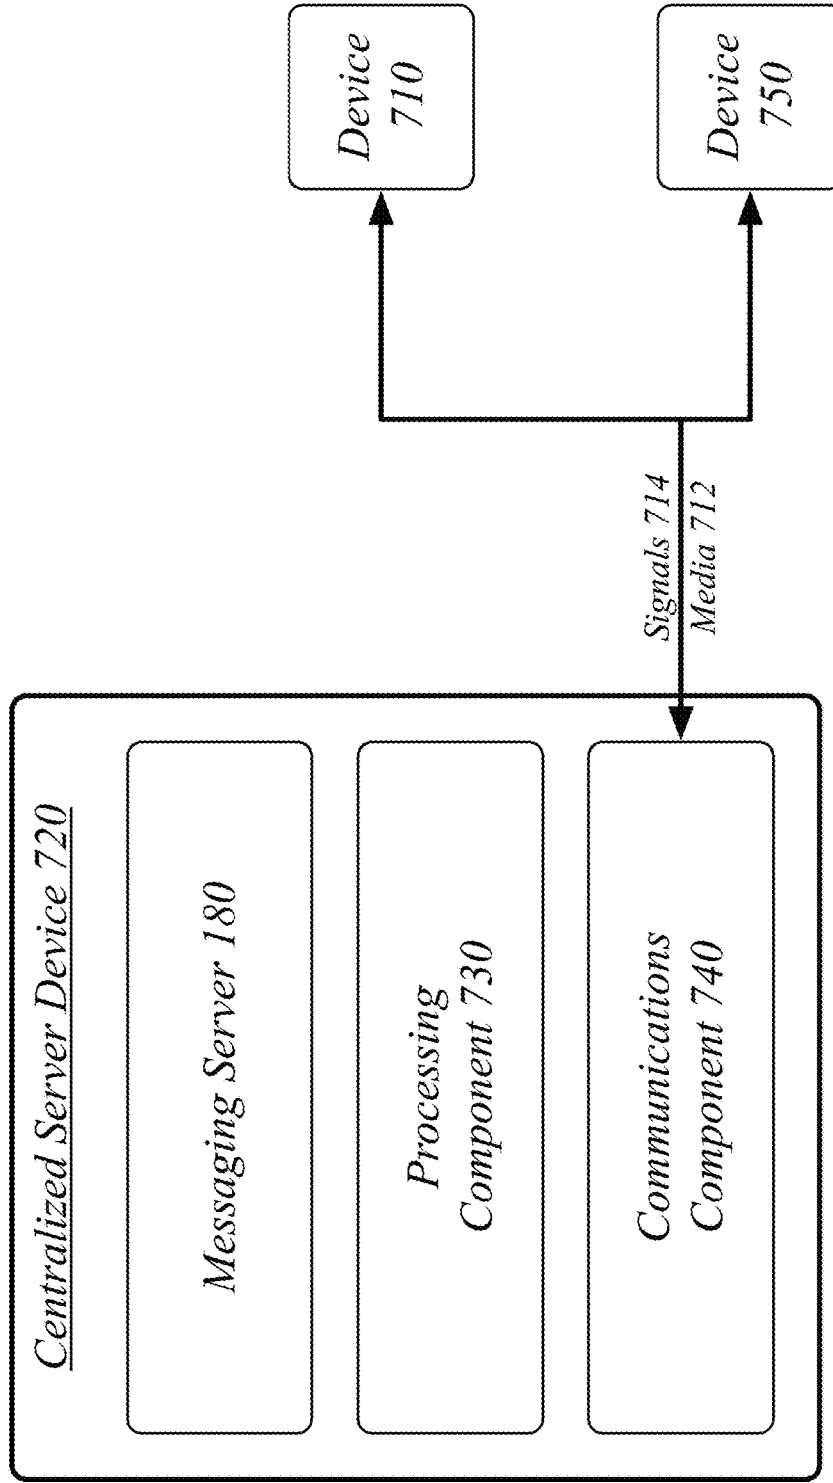 Centralized Server Device 720
Messaging Server 180
Processing
Component 730
Communications
Component 740
Signals 714
Media 712
Device
710
Device
750